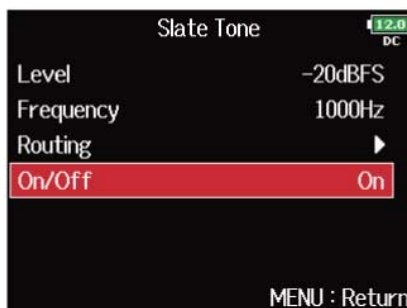 Slate Tone
12.0
DC
Level -20dBFS
Frequency 1000Hz
Routing ▶
On/Off On
MENU : Return